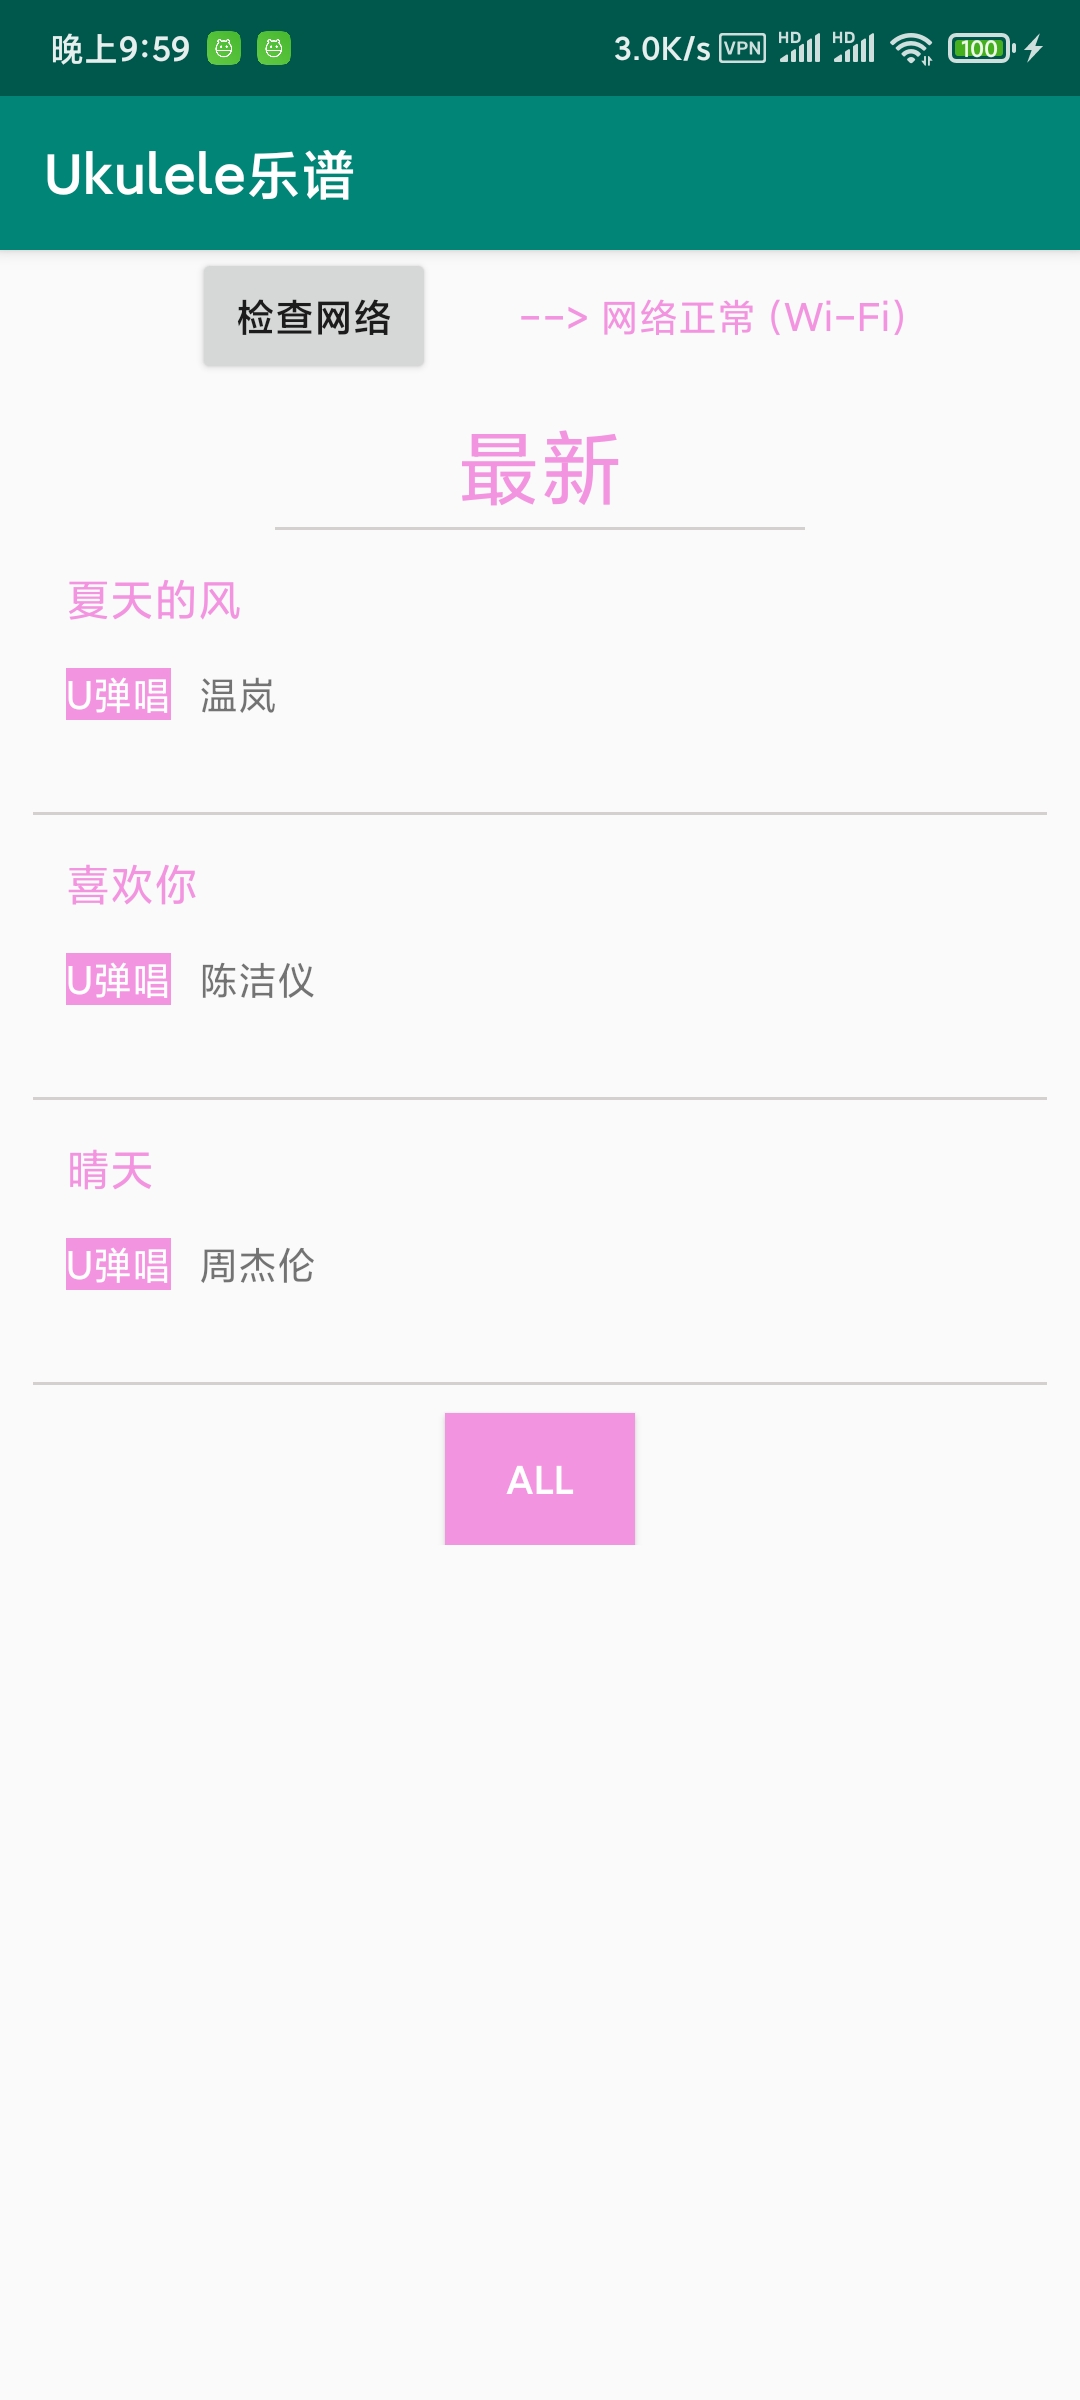 晚上9:59 3.0K/s VPN HD HD 100
Ukulele乐谱
检查网络 --> 网络正常 (Wi-Fi)
最新
夏天的风
U弹唱 温岚
喜欢你
U弹唱 陈洁仪
晴天
U弹唱 周杰伦
ALL